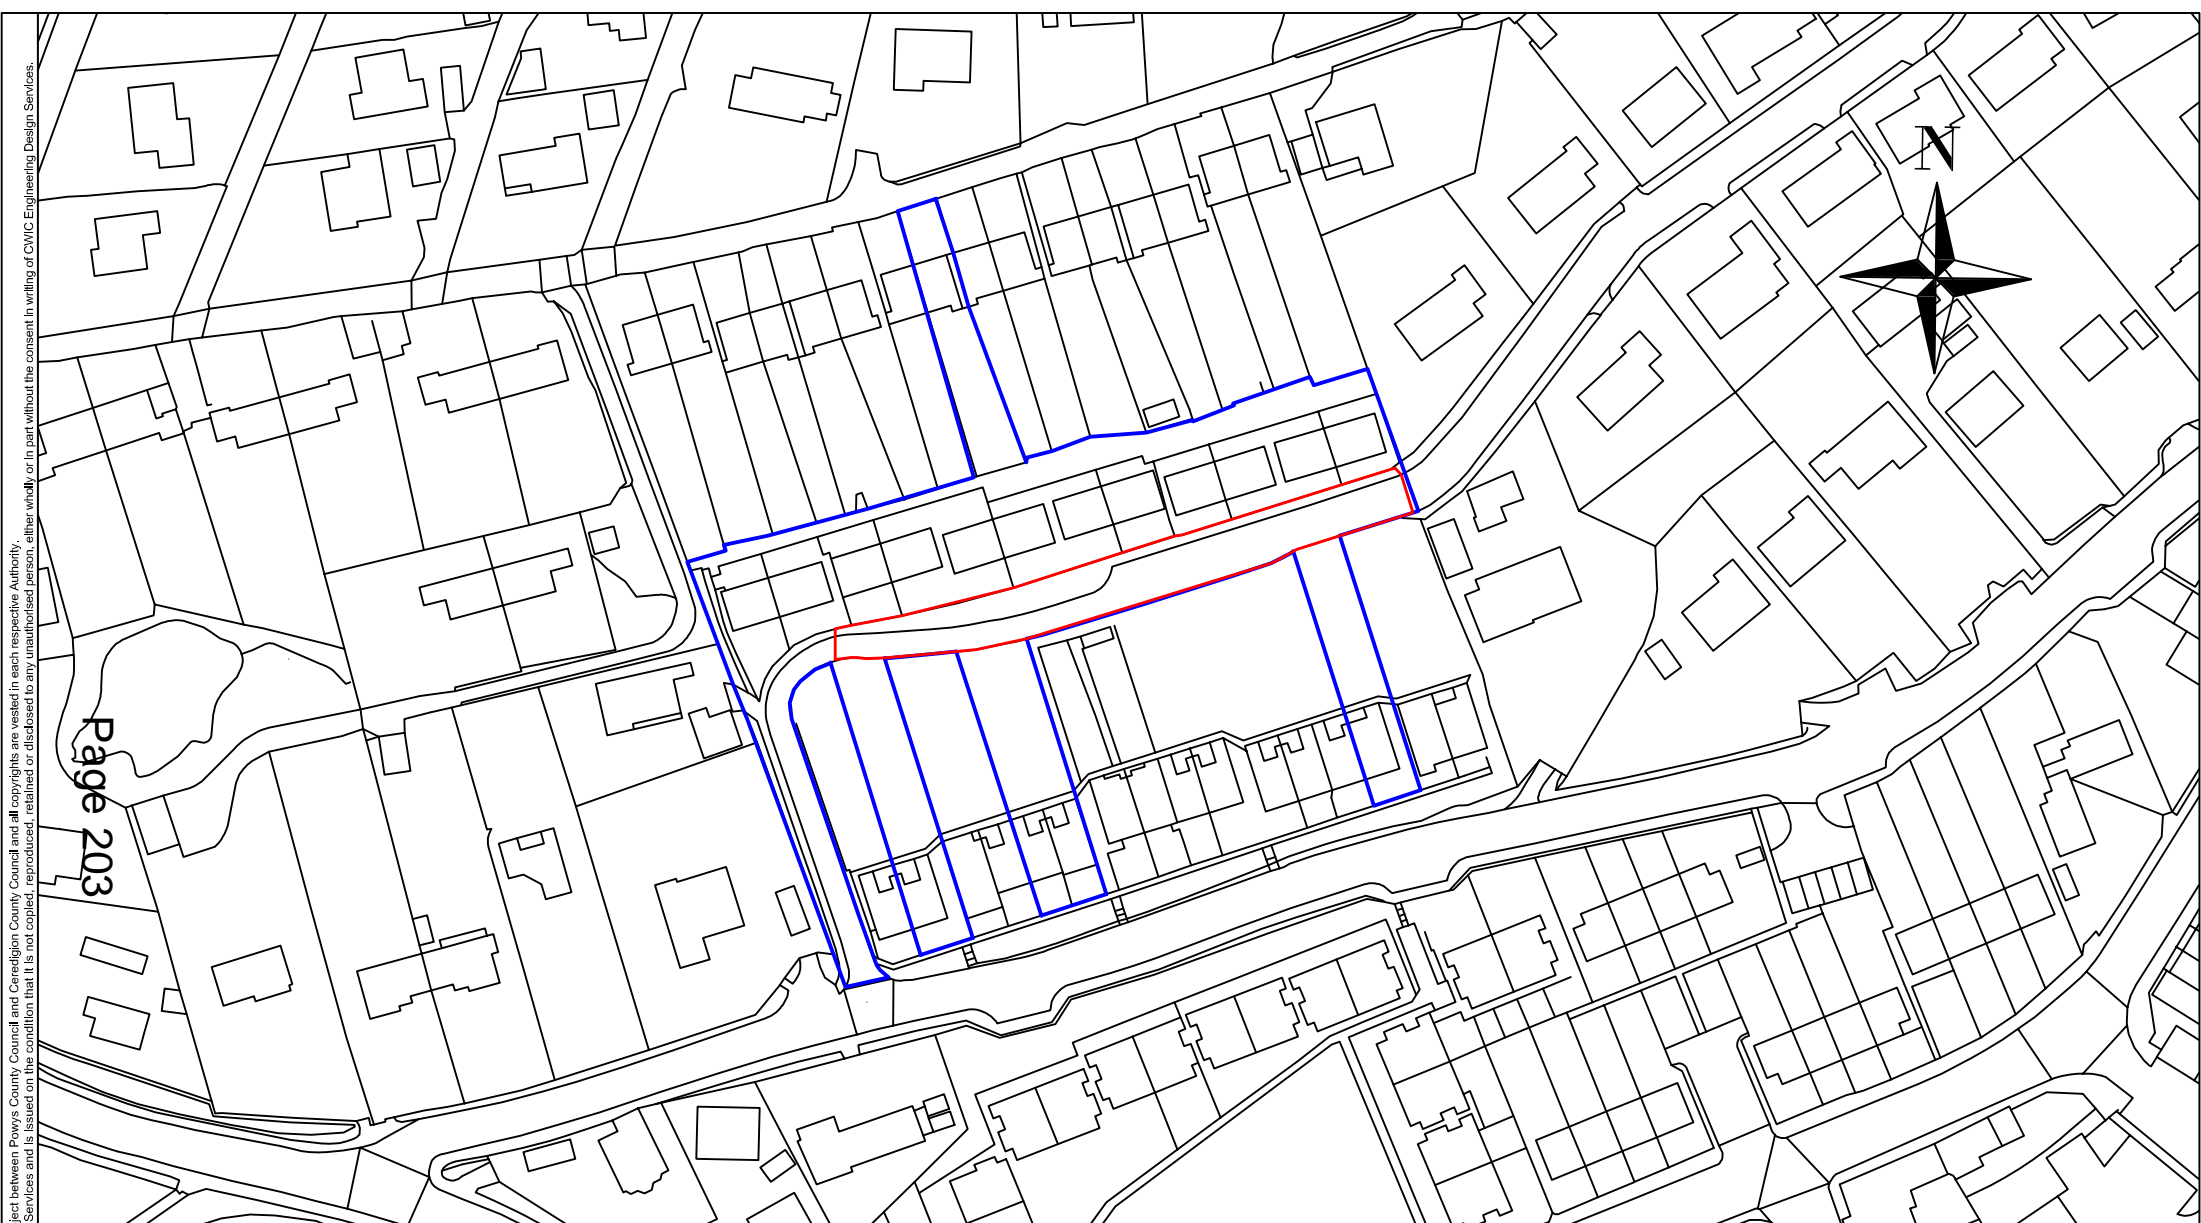 ject between Powys County Council and Ceredigion County Council and all copyrights are vested in each respective Authority.
Services and is issued on the condition that it is not copied, reproduced, retained or disclosed to any unauthorised person, either wholly or in part without the consent in writing of CWIC Engineering Design Services.
Page 203
N